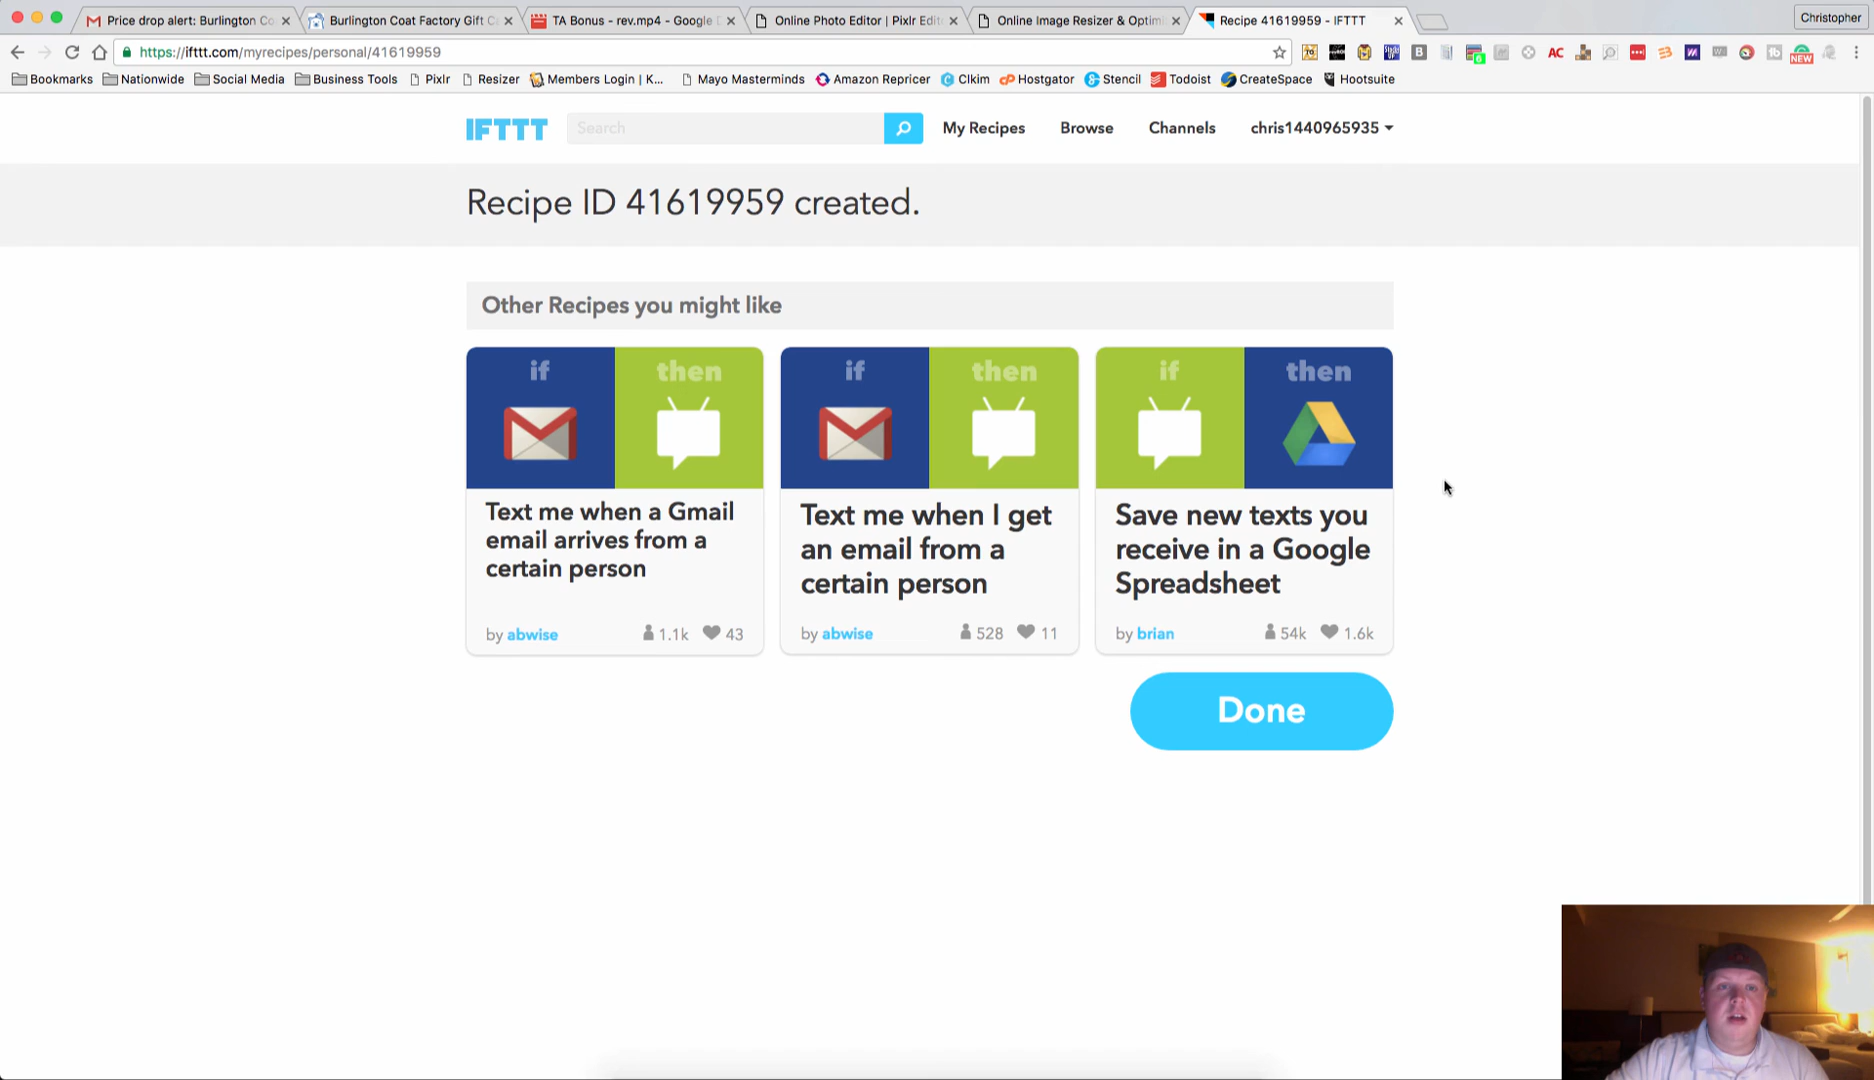 Price drop alert: Burlington Co
Burlington Coat Factory Gift C
TA Bonus - rev.mp4 - Google D
Online Photo Editor | Pixlr Edit
Online Image Resizer & Optim
Recipe 41619959 - IFTTT
Christopher
https://ifttt.com/myrecipes/personal/41619959
Bookmarks
Nationwide
Social Media
Business Tools
Pixlr
Resizer
Members Login | K...
Mayo Masterminds
Amazon Repricer
Clkim
Hostgator
Stencil
Todoist
CreateSpace
Hootsuite
IFTTT
Search
My Recipes
Browse
Channels
chris1440965935
Recipe ID 41619959 created.
Other Recipes you might like
if
then
Text me when a Gmail
email arrives from a
certain person
by abwise
1.1k
43
if
then
Text me when I get
an email from a
certain person
by abwise
528
11
if
then
Save new texts you
receive in a Google
Spreadsheet
by brian
54k
1.6k
Done